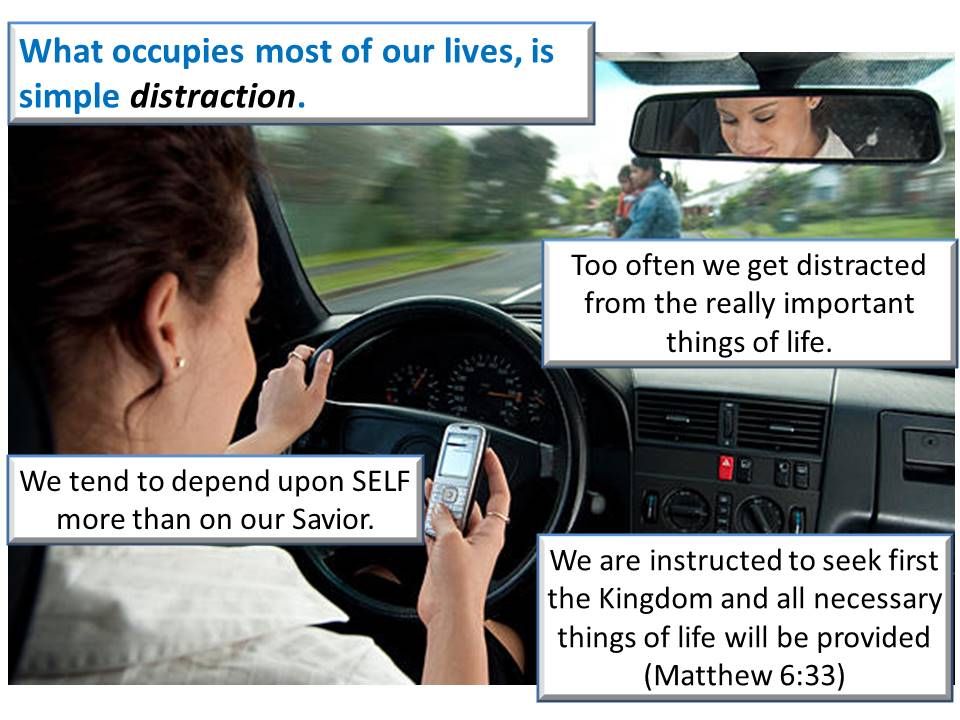 What occupies most of our lives, is
simple distraction.
Too often we get distracted
from the really important
things of life.
We tend to depend upon SELF
more than on our Savior.
We are instructed to seek first
the Kingdom and all necessary
things of life will be provided
(Matthew 6:33)